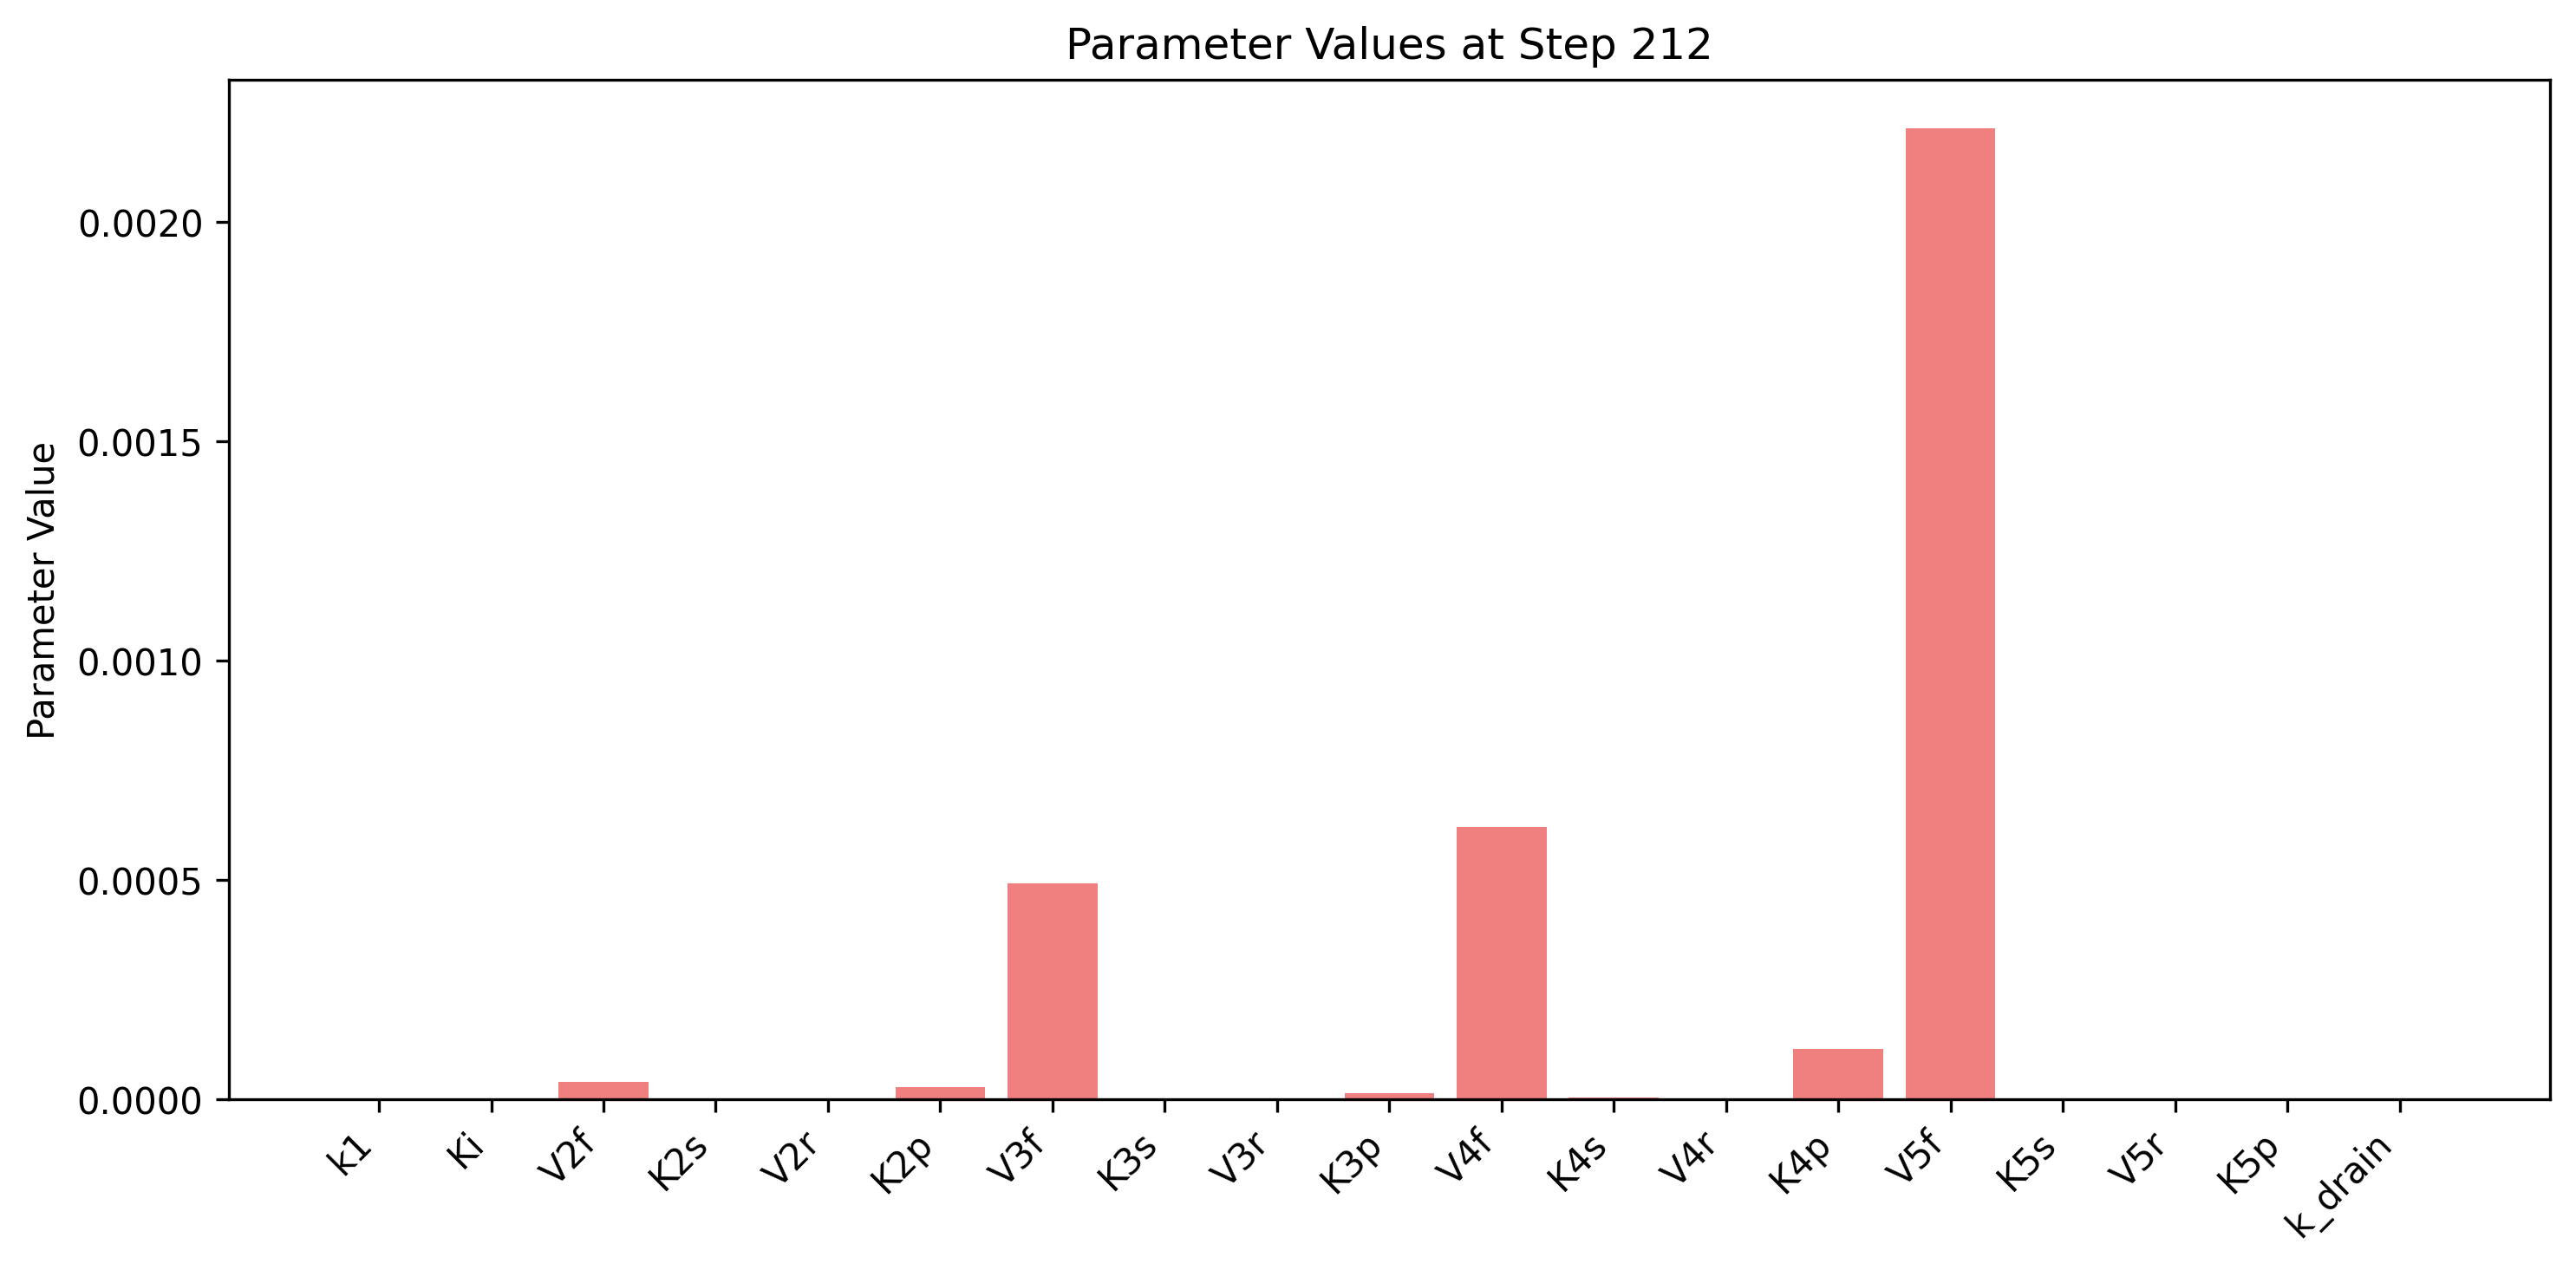 Parameter Values at Step 212
Parameter Value
0.0020
0.0015
0.0010
0.0005
0.0000
k1
Ki
V2f
K2s
V2r
K2p
V3f
K3s
V3r
K3p
V4f
K4s
V4r
K4p
V5f
K5s
V5r
K5p
k_drain